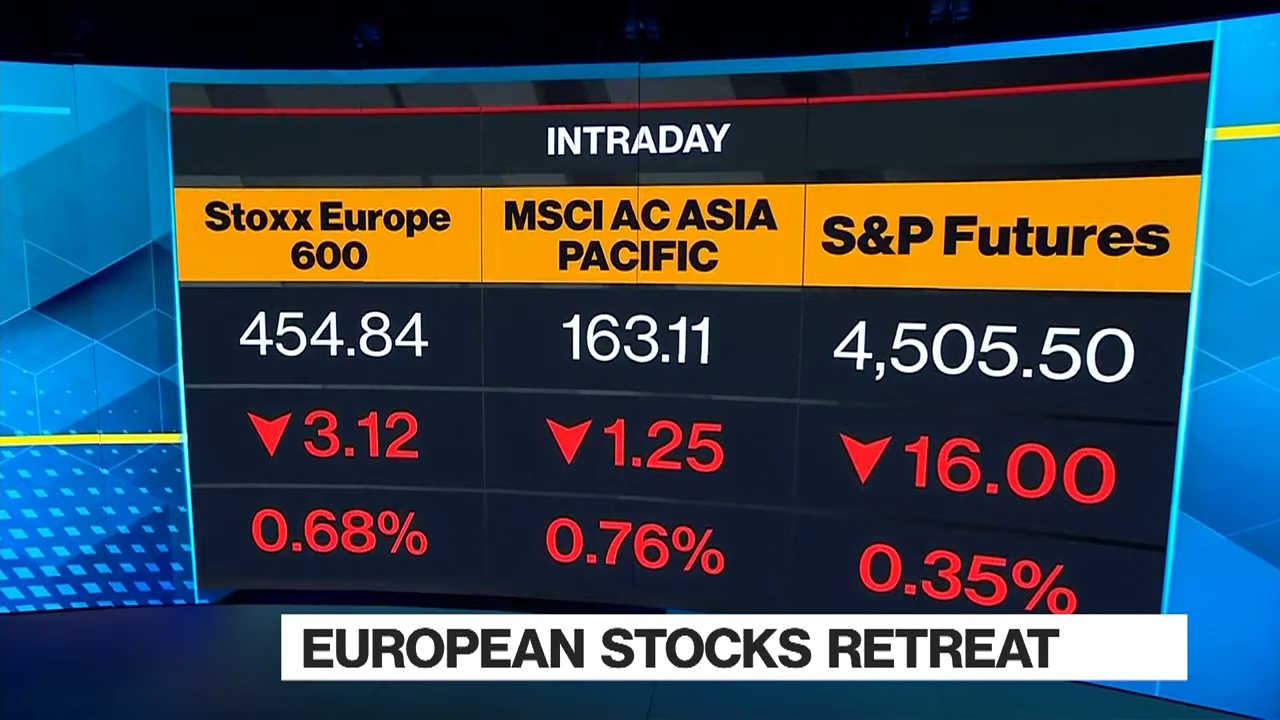 INTRADAY
Stoxx Europe
600
MSCI AC ASIA
PACIFIC
S&P Futures
454.84
163.11
4,505.50
▼3.12
▼1.25
▼16.00
0.68%
0.76%
0.35%
EUROPEAN STOCKS RETREAT